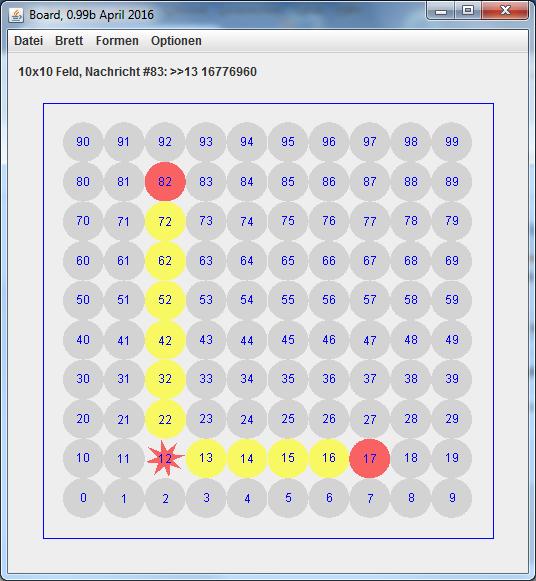 Board, 0.99b April 2016
Datei Brett Formen Optionen
10x10 Feld, Nachricht #83: >>13 16776960
90 91 92 93 94 95 96 97 98 99
80 81 82 83 84 85 86 87 88 89
70 71 72 73 74 75 76 77 78 79
60 61 62 63 64 65 66 67 68 69
50 51 52 53 54 55 56 57 58 59
40 41 42 43 44 45 46 47 48 49
30 31 32 33 34 35 36 37 38 39
20 21 22 23 24 25 26 27 28 29
10 11 12 13 14 15 16 17 18 19
0 1 2 3 4 5 6 7 8 9